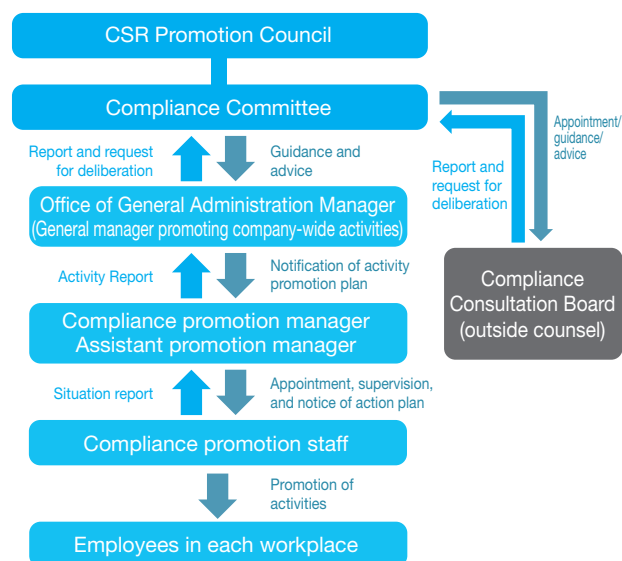 CSR Promotion Council
Compliance Committee
Report and request
for deliberation
Guidance and
advice
Appointment/
guidance/
advice
Report and
request for
deliberation
Office of General Administration Manager
(General manager promoting company-wide activities)
Activity Report
Notification of activity
promotion plan
Compliance
Consultation Board
(outside counsel)
Compliance promotion manager
Assistant promotion manager
Situation report
Appointment, supervision,
and notice of action plan
Compliance promotion staff
Promotion of
activities
Employees in each workplace